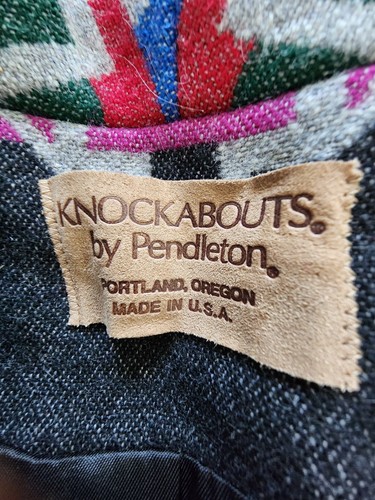 KNOCKABOUTS®
by Pendleton®
PORTLAND, OREGON
MADE IN U.S.A.